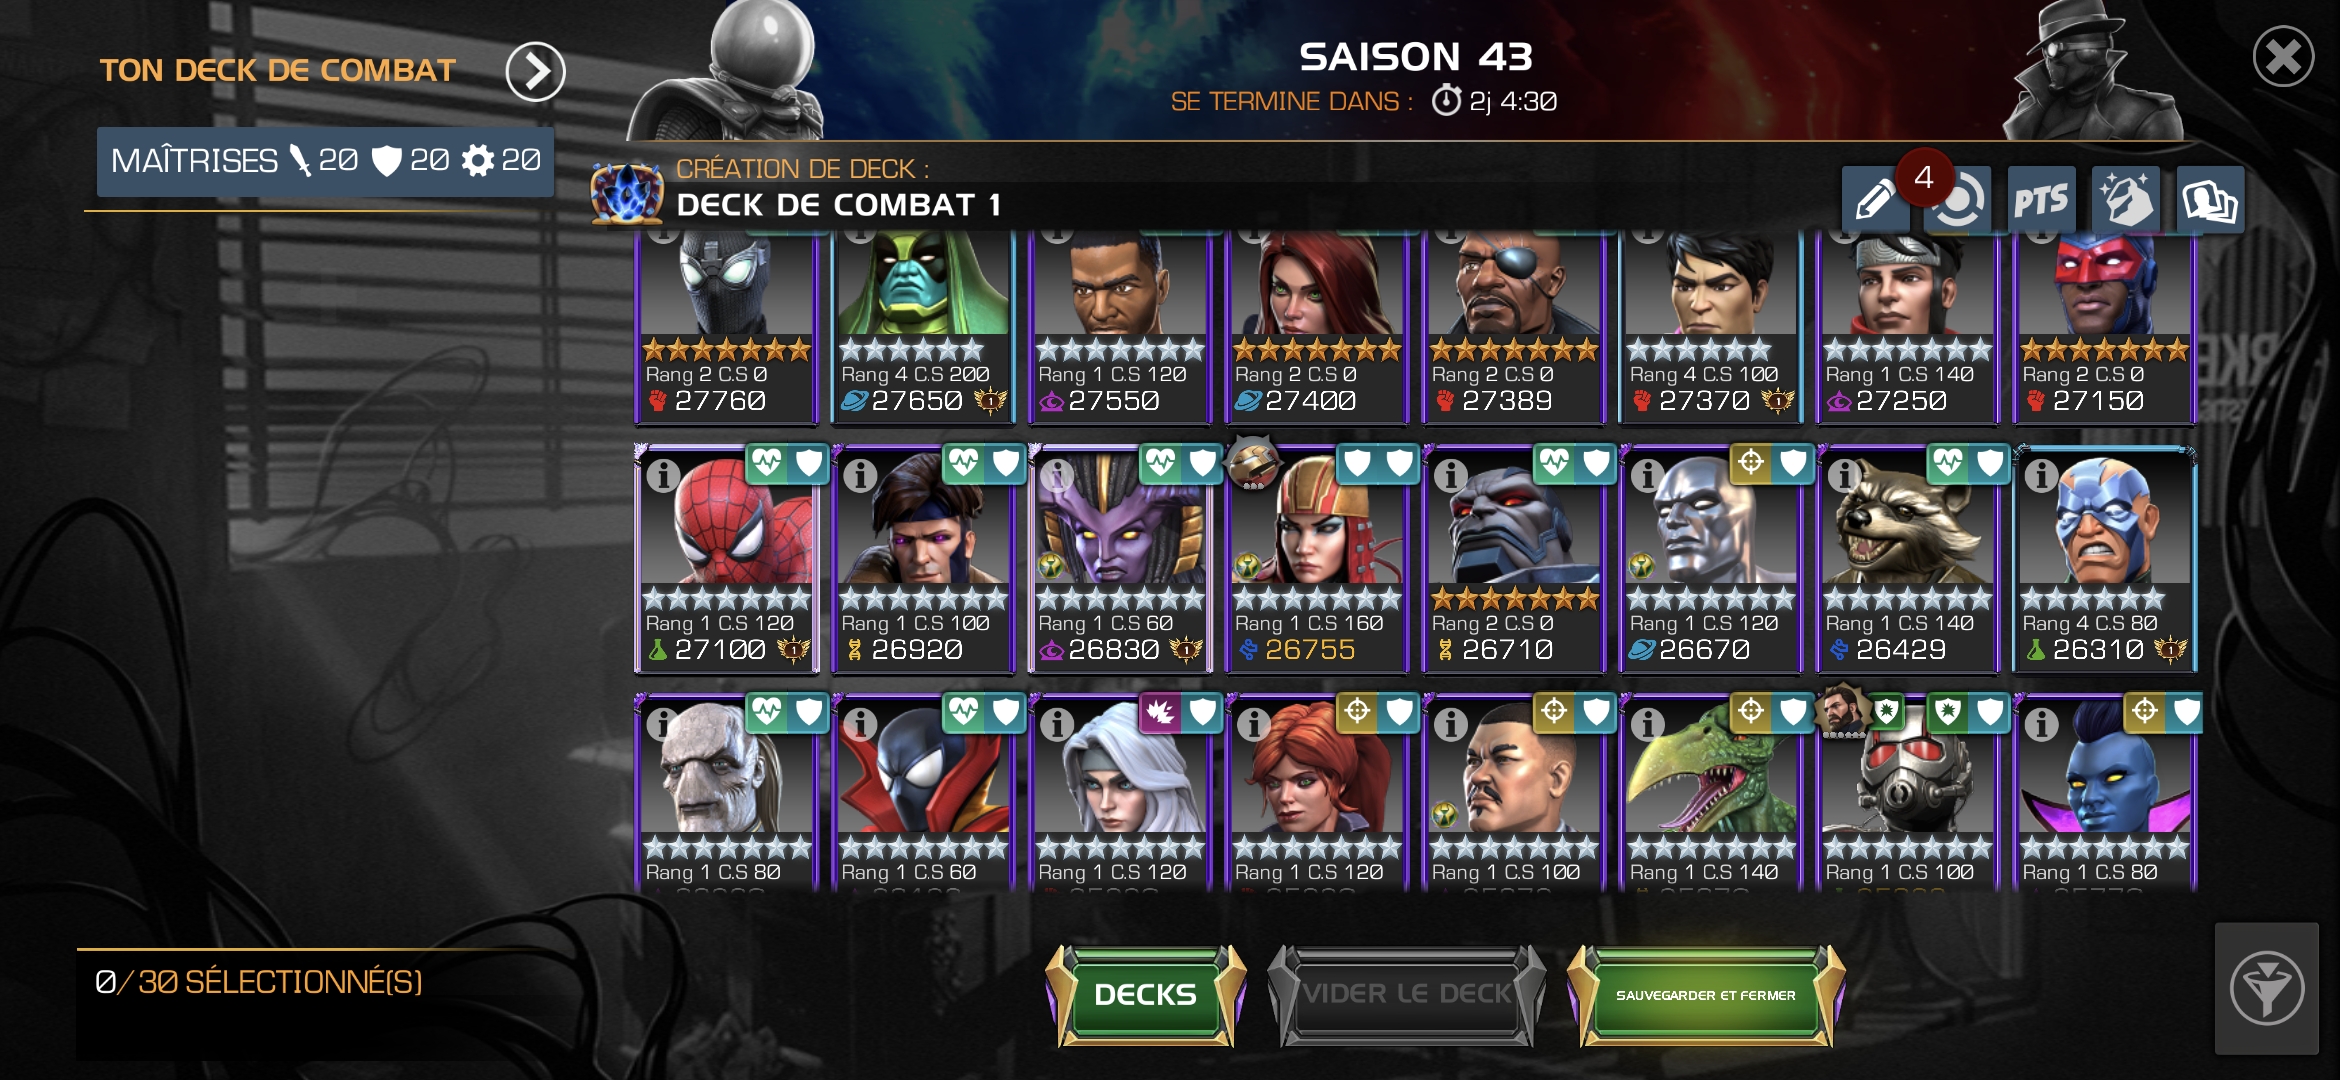 TON DECK DE COMBAT
SAISON 43
SE TERMINE DANS : 2j 4:30
MAÎTRISES 20 20 20
CRÉATION DE DECK :
DECK DE COMBAT 1
4
PTS
Rang 2 C.S 0
27760
Rang 4 C.S 200
27650 1
Rang 1 C.S 120
27550
Rang 2 C.S 0
27400
Rang 2 C.S 0
27389
Rang 4 C.S 100
27370 1
Rang 1 C.S 140
27250
Rang 2 C.S 0
27150
Rang 1 C.S 120
27100 1
Rang 1 C.S 100
26920
Rang 1 C.S 60
26830 1
Rang 1 C.S 160
26755
Rang 2 C.S 0
26710
Rang 1 C.S 120
26670
Rang 1 C.S 140
26429
Rang 4 C.S 80
26310 1
Rang 1 C.S 80
Rang 1 C.S 60
Rang 1 C.S 120
Rang 1 C.S 120
Rang 1 C.S 100
Rang 1 C.S 140
Rang 1 C.S 100
Rang 1 C.S 80
0/30 SÉLECTIONNÉ(S)
DECKS
VIDER LE DECK
SAUVEGARDER ET FERMER